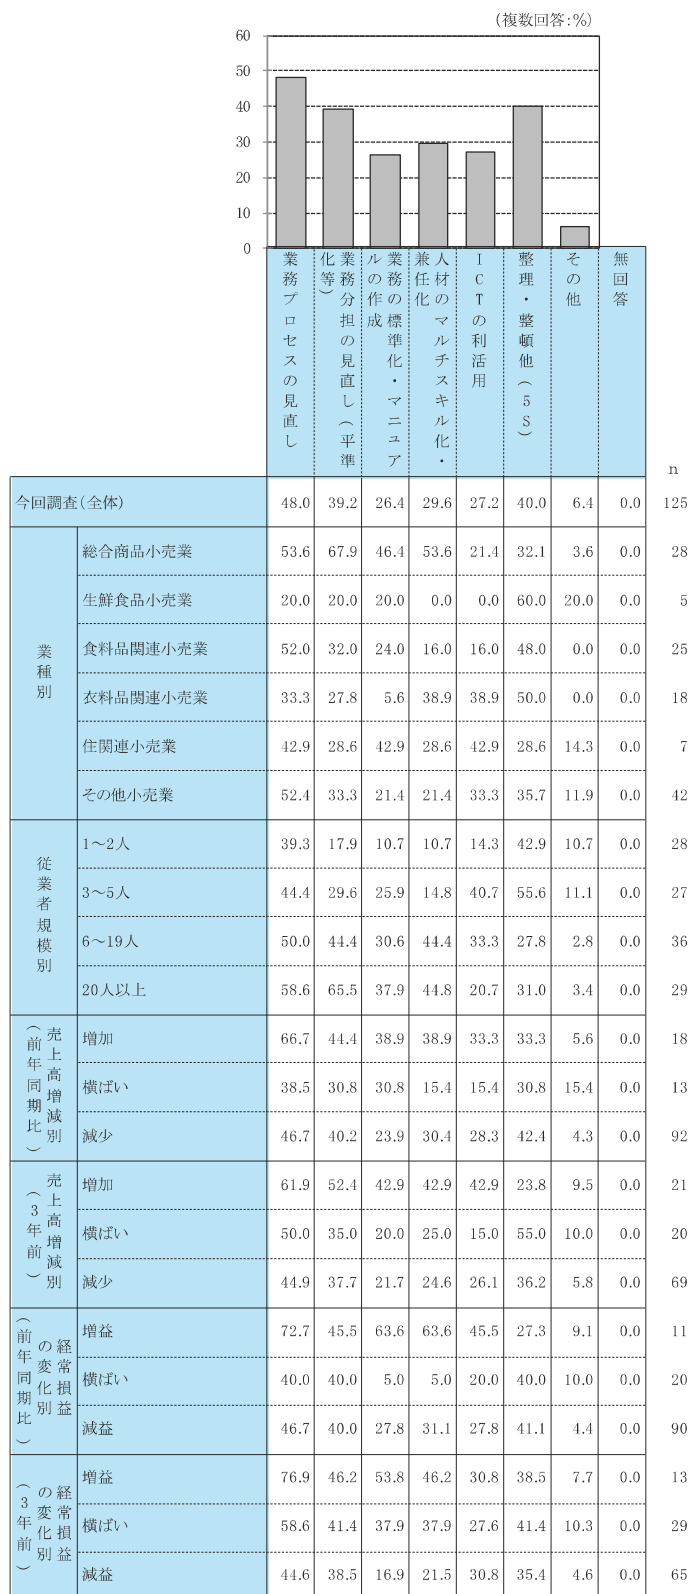 （複数回答:%）
60
50
40
30
20
10
0
業務プロセスの見直し
業務分担の見直し（平準
化等）
業務の標準化・マニュア
ルの作成
人材のマルチスキル化・
兼任化
ICTの利活用
整理・整頓他（5S）
その他
無回答
n
今回調査(全体) 48.0 39.2 26.4 29.6 27.2 40.0 6.4 0.0 125
業種別
総合商品小売業 53.6 67.9 46.4 53.6 21.4 32.1 3.6 0.0 28
生鮮食品小売業 20.0 20.0 20.0 0.0 0.0 60.0 20.0 0.0 5
食料品関連小売業 52.0 32.0 24.0 16.0 16.0 48.0 0.0 0.0 25
衣料品関連小売業 33.3 27.8 5.6 38.9 38.9 50.0 0.0 0.0 18
住関連小売業 42.9 28.6 42.9 28.6 42.9 28.6 14.3 0.0 7
その他小売業 52.4 33.3 21.4 21.4 33.3 35.7 11.9 0.0 42
従業者規模別
1～2人 39.3 17.9 10.7 10.7 14.3 42.9 10.7 0.0 28
3～5人 44.4 29.6 25.9 14.8 40.7 55.6 11.1 0.0 27
6～19人 50.0 44.4 30.6 44.4 33.3 27.8 2.8 0.0 36
20人以上 58.6 65.5 37.9 44.8 20.7 31.0 3.4 0.0 29
売上高増減別
（前年同期比）
増加 66.7 44.4 38.9 38.9 33.3 33.3 5.6 0.0 18
横ばい 38.5 30.8 30.8 15.4 15.4 30.8 15.4 0.0 13
減少 46.7 40.2 23.9 30.4 28.3 42.4 4.3 0.0 92
売上高増減別
（3年前）
増加 61.9 52.4 42.9 42.9 42.9 23.8 9.5 0.0 21
横ばい 50.0 35.0 20.0 25.0 15.0 55.0 10.0 0.0 20
減少 44.9 37.7 21.7 24.6 26.1 36.2 5.8 0.0 69
経常損益
の変化別
（前年同期比）
増益 72.7 45.5 63.6 63.6 45.5 27.3 9.1 0.0 11
横ばい 40.0 40.0 5.0 5.0 20.0 40.0 10.0 0.0 20
減益 46.7 40.0 27.8 31.1 27.8 41.1 4.4 0.0 90
経常損益
の変化別
（3年前）
増益 76.9 46.2 53.8 46.2 30.8 38.5 7.7 0.0 13
横ばい 58.6 41.4 37.9 37.9 27.6 41.4 10.3 0.0 29
減益 44.6 38.5 16.9 21.5 30.8 35.4 4.6 0.0 65